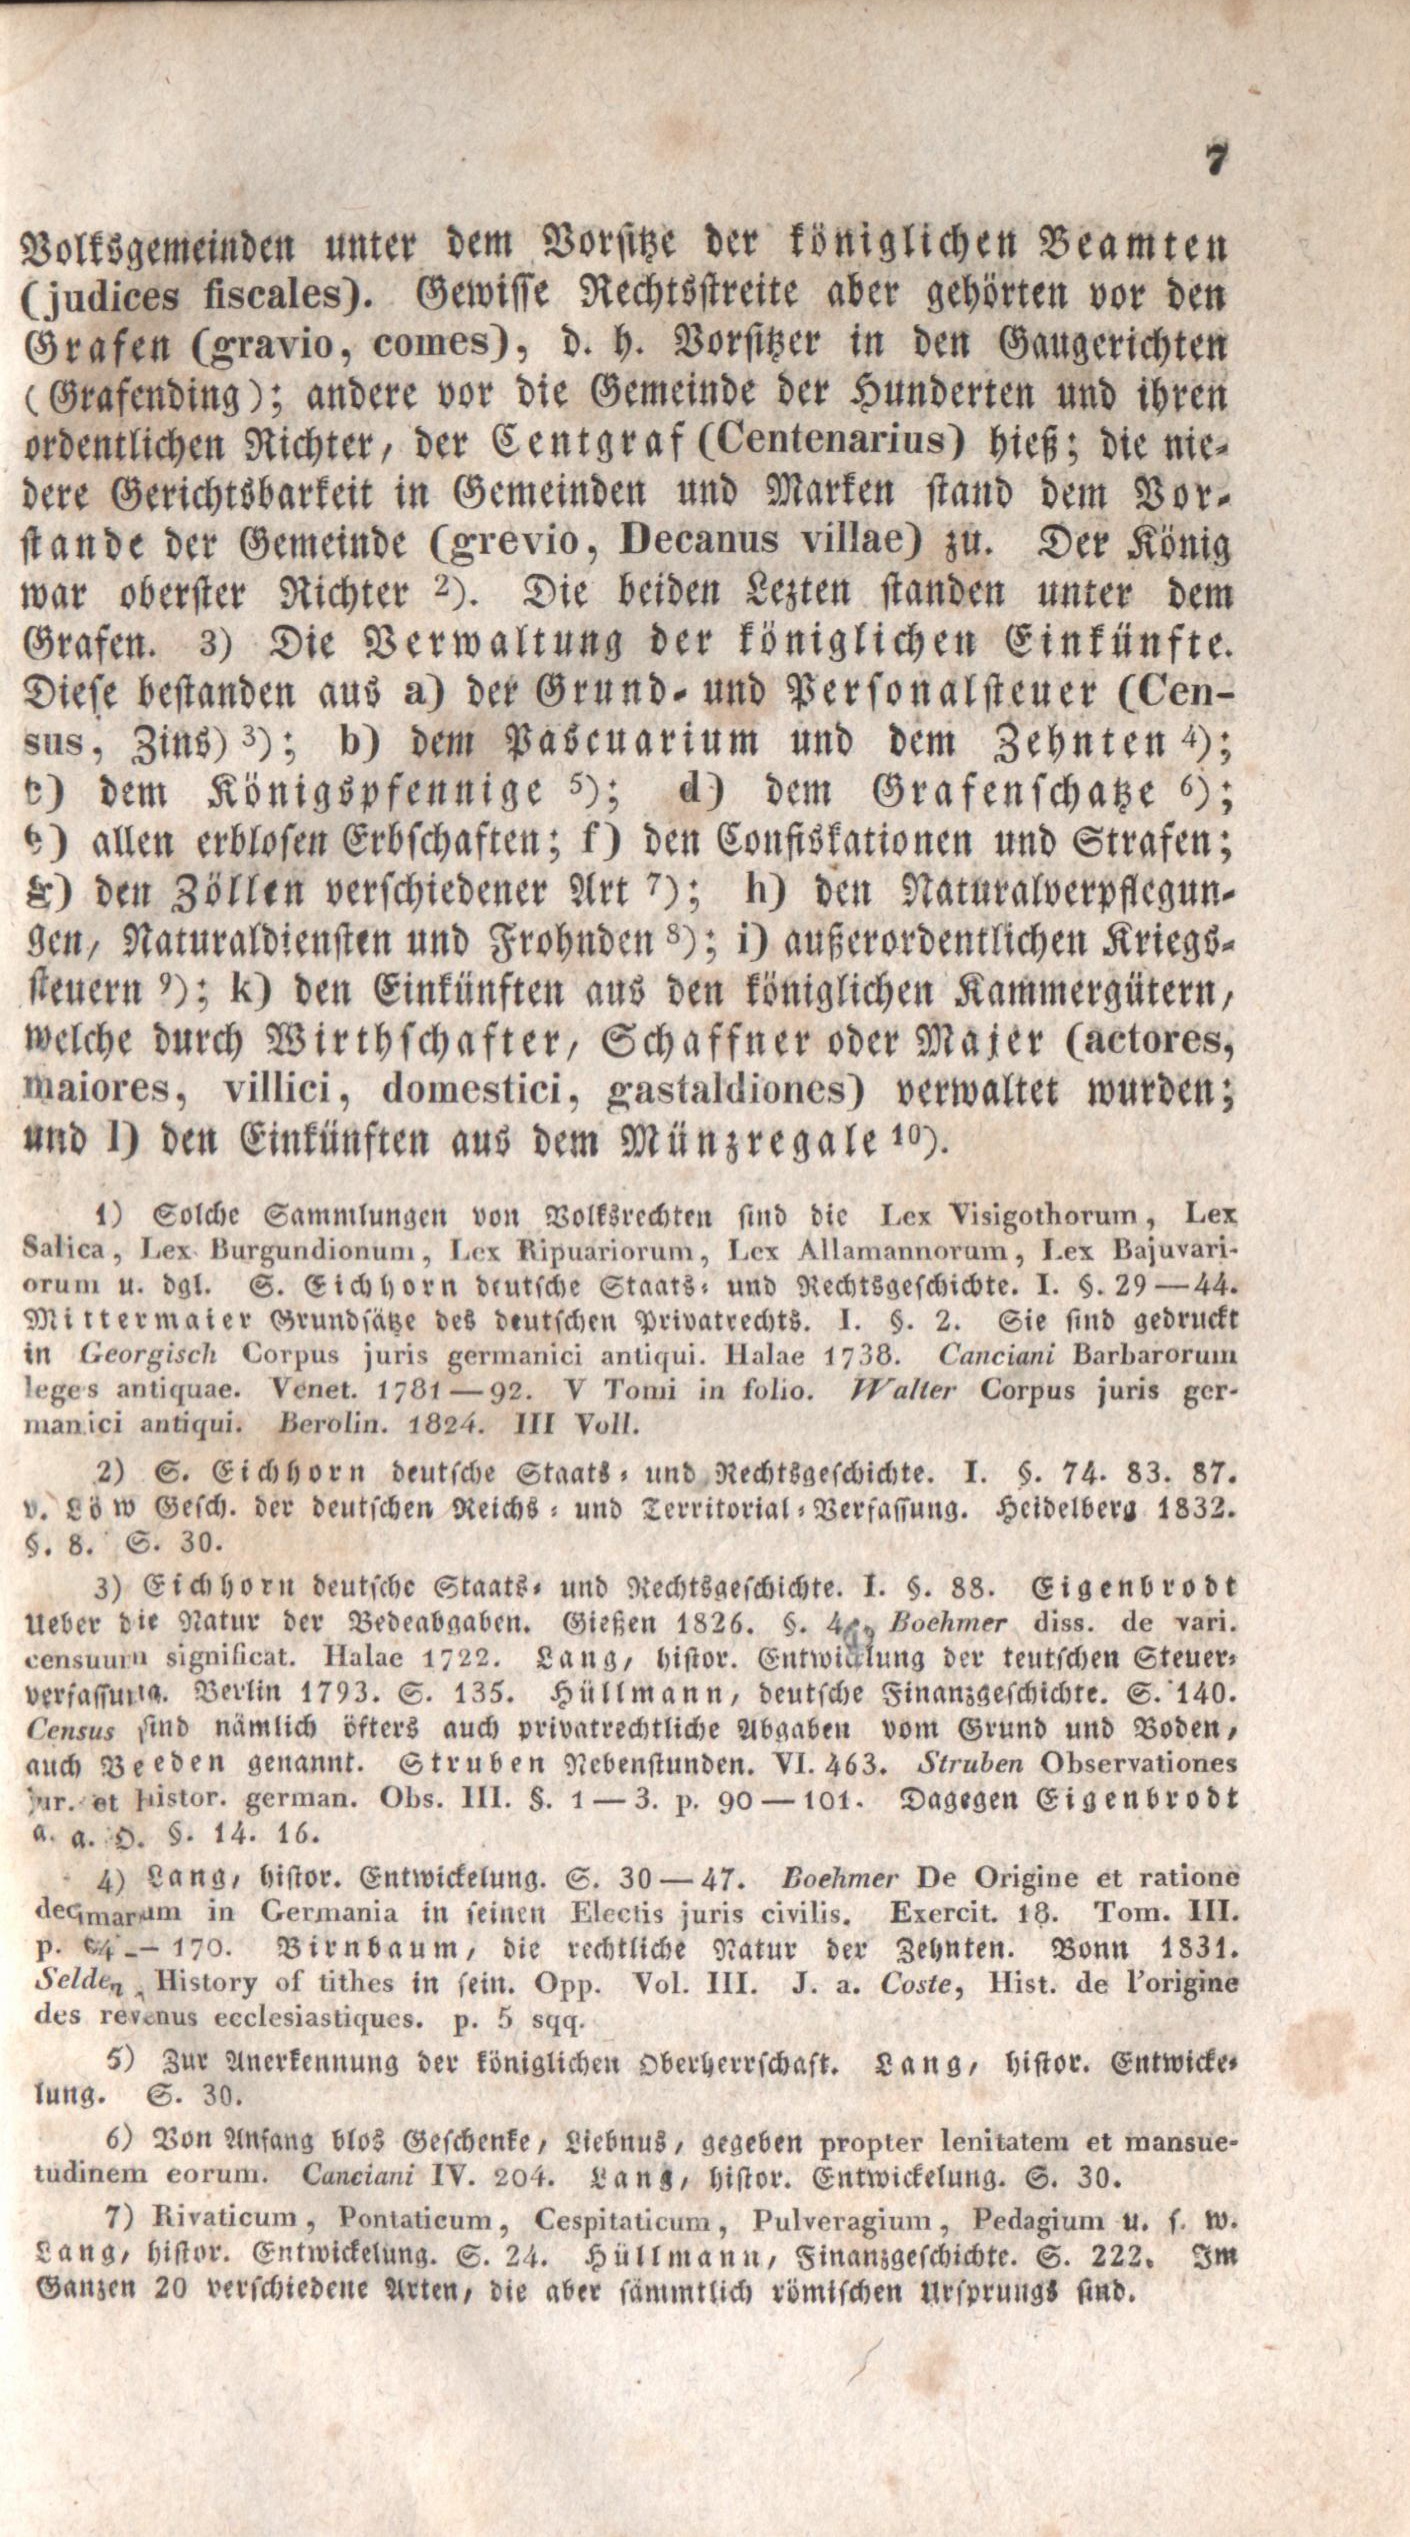 7
Volksgemeinden unter dem Vorsitze der königlichen Beamten
(judices fiscales). Gewisse Rechtsstreite aber gehörten vor den
Grafen (gravio, comes), d. h. Vorsitzer in den Gaugerichten
(Grafending); andere vor die Gemeinde der Hunderten und ihren
ordentlichen Richter, der Centgraf (Centenarius) hieß; die nie-
dere Gerichtsbarkeit in Gemeinden und Marken stand dem Vor-
stande der Gemeinde (grevio, Decanus villae) zu. Der König
war oberster Richter 2). Die beiden Lezten standen unter dem
Grafen. 3) Die Verwaltung der königlichen Einkünfte.
Diese bestanden aus a) der Grund- und Personalsteuer (Cen-
sus, Zins) 3); b) dem Pascuarium und dem Zehnten 4);
c) dem Königspfennige 5); d) dem Grafenschatze 6);
e) allen erblosen Erbschaften; f) den Confiskationen und Strafen;
g) den Zöllen verschiedener Art 7); h) den Naturalverpflegun-
gen, Naturaldiensten und Frohnden 8); i) außerordentlichen Kriegs-
steuern 9); k) den Einkünften aus den königlichen Kammergütern,
welche durch Wirthschafter, Schaffner oder Majer (actores,
maiores, villici, domestici, gastaldiones) verwaltet wurden;
und l) den Einkünften aus dem Münzregale 10).
1) Solche Sammlungen von Volksrechten sind die Lex Visigothorum, Lex
Salica, Lex Burgundionum, Lex Ripuariorum, Lex Allamannorum, Lex Bajuvari-
orum u. dgl. S. Eichhorn deutsche Staats- und Rechtsgeschichte. I. §. 29—44.
Mittermaier Grundsätze des deutschen Privatrechts. I. §. 2. Sie sind gedruckt
in Georgisch Corpus juris germanici antiqui. Halae 1738. Canciani Barbarorum
leges antiquae. Venet. 1781—92. V Tomi in folio. Walter Corpus juris ger-
manici antiqui. Berolin. 1824. III Voll.
2) S. Eichhorn deutsche Staats- und Rechtsgeschichte. I. §. 74. 83. 87.
v. Löw Gesch. der deutschen Reichs- und Territorial-Verfassung. Heidelberg 1832.
§. 8. S. 30.
3) Eichhorn deutsche Staats- und Rechtsgeschichte. I. §. 88. Eigenbrodt
Ueber die Natur der Bedeabgaben. Gießen 1826. §. Boehmer diss. de vari.
censuum significat. Halae 1722. Lang, histor. Entwicklung der teutschen Steuer-
verfassung. Berlin 1793. S. 135. Hüllmann, deutsche Finanzgeschichte. S. 140.
Census sind nämlich öfters auch privatrechtliche Abgaben vom Grund und Boden,
auch Beeden genannt. Struben Nebenstunden. VI. 463. Struben Observationes
jur. et histor. german. Obs. III. §. 1—3. p. 90—101. Dagegen Eigenbrodt
a. a. O. §. 14. 16.
4) Lang, histor. Entwickelung. S. 30—47. Boehmer De Origine et ratione
decimarum in Germania in seinen Electis juris civilis. Exercit. 18. Tom. III.
p. — 170. Birnbaum, die rechtliche Natur der Zehnten. Bonn 1831.
Selden, History of tithes in sein. Opp. Vol. III. J. a. Coste, Hist. de l'origine
des revenus ecclesiastiques. p. 5 sqq.
5) Zur Anerkennung der königlichen Oberherrschaft. Lang, histor. Entwicke-
lung. S. 30.
6) Von Anfang blos Geschenke, Liebnus, gegeben propter lenitatem et mansue-
tudinem eorum. Canciani IV. 204. Lang, histor. Entwickelung. S. 30.
7) Rivaticum, Pontaticum, Cespitaticum, Pulveragium, Pedagium u. s. w.
Lang, histor. Entwickelung. S. 24. Hüllmann, Finanzgeschichte. S. 222. Im
Ganzen 20 verschiedene Arten, die aber sämmtlich römischen Ursprungs sind.